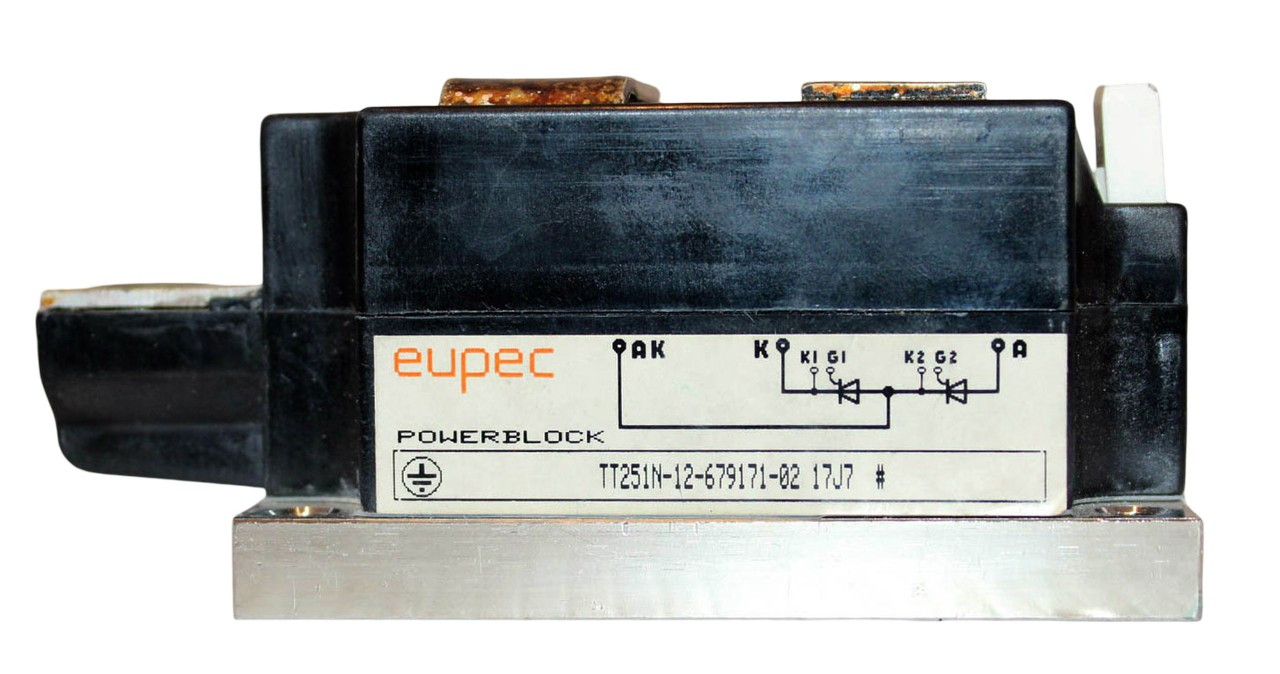 eupec
AK K K1 G1 K2 G2 A
POWERBLOCK
TT251N-12-679171-02 17J7 #